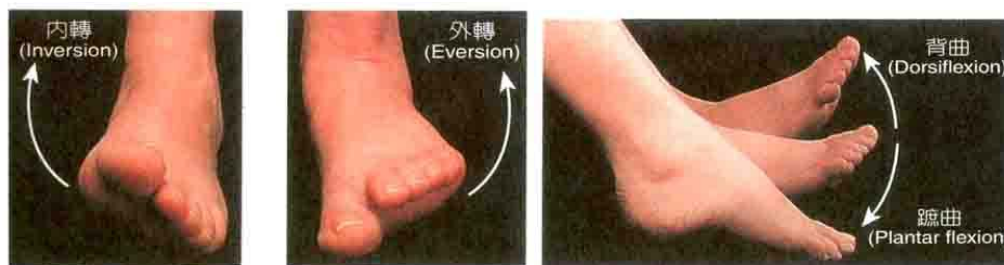 內轉
(Inversion)
外轉
(Eversion)
背曲
(Dorsiflexion)
蹠曲
(Plantar flexion)